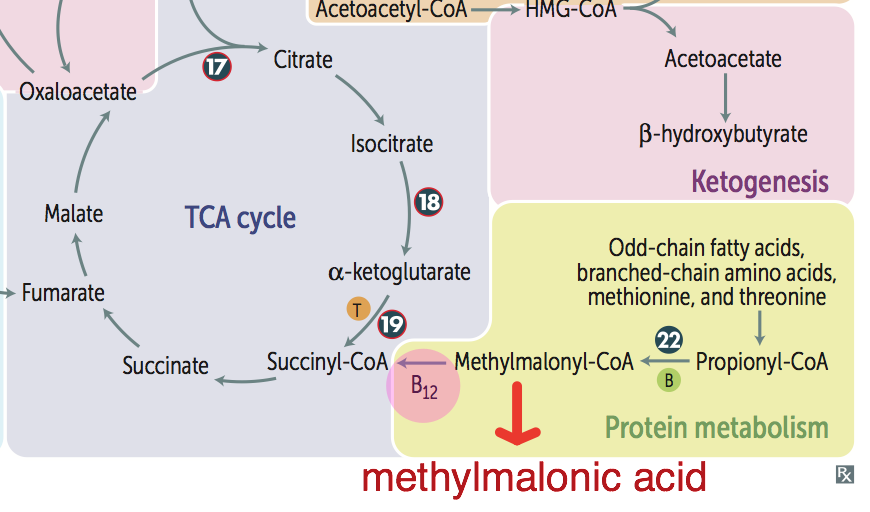 Acetoacetyl-CoA
HMG-CoA
Acetoacetate
β-hydroxybutyrate
Ketogenesis
17
Citrate
Oxaloacetate
Isocitrate
18
TCA cycle
Malate
α-ketoglutarate
Fumarate
T
19
Succinate
Succinyl-CoA
B12
Odd-chain fatty acids,
branched-chain amino acids,
methionine, and threonine
22
Methylmalonyl-CoA
Propionyl-CoA
B
Protein metabolism
methylmalonic acid
Rx